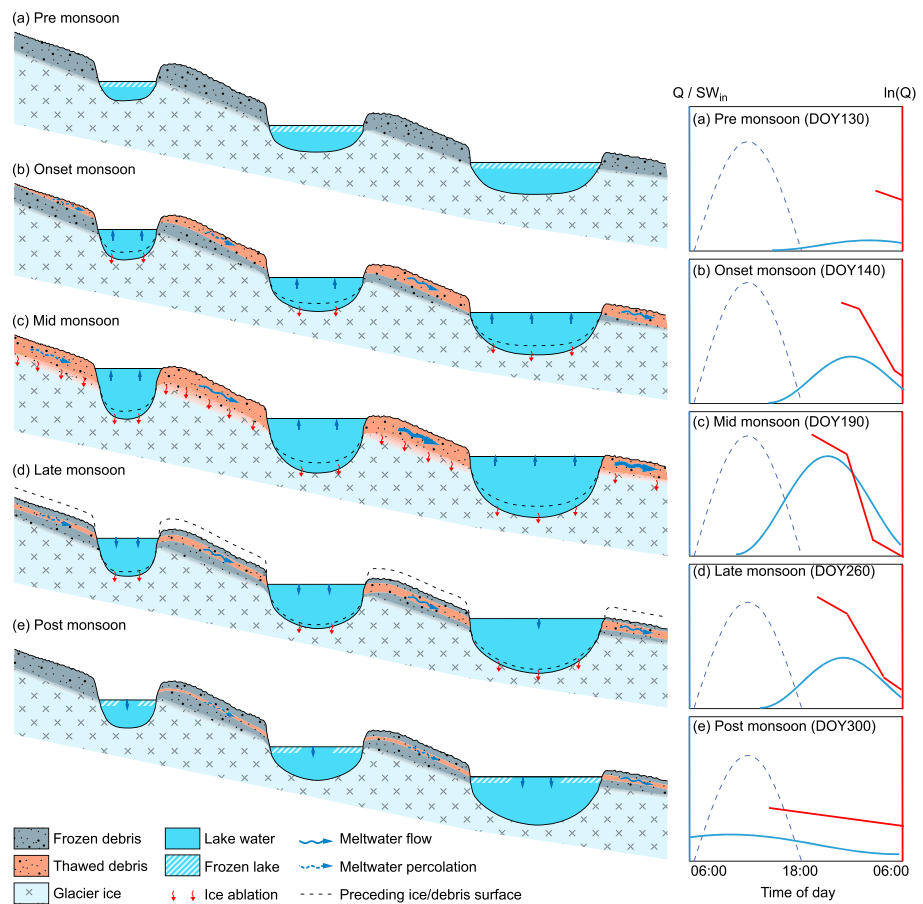 (a) Pre monsoon
(b) Onset monsoon
(c) Mid monsoon
(d) Late monsoon
(e) Post monsoon
Frozen debris
Thawed debris
Glacier ice
Lake water
Frozen lake
Ice ablation
Meltwater flow
Meltwater percolation
Preceding ice/debris surface
Q / SWin
ln(Q)
(a) Pre monsoon (DOY130)
(b) Onset monsoon (DOY140)
(c) Mid monsoon (DOY190)
(d) Late monsoon (DOY260)
(e) Post monsoon (DOY300)
06:00 18:00 06:00
Time of day